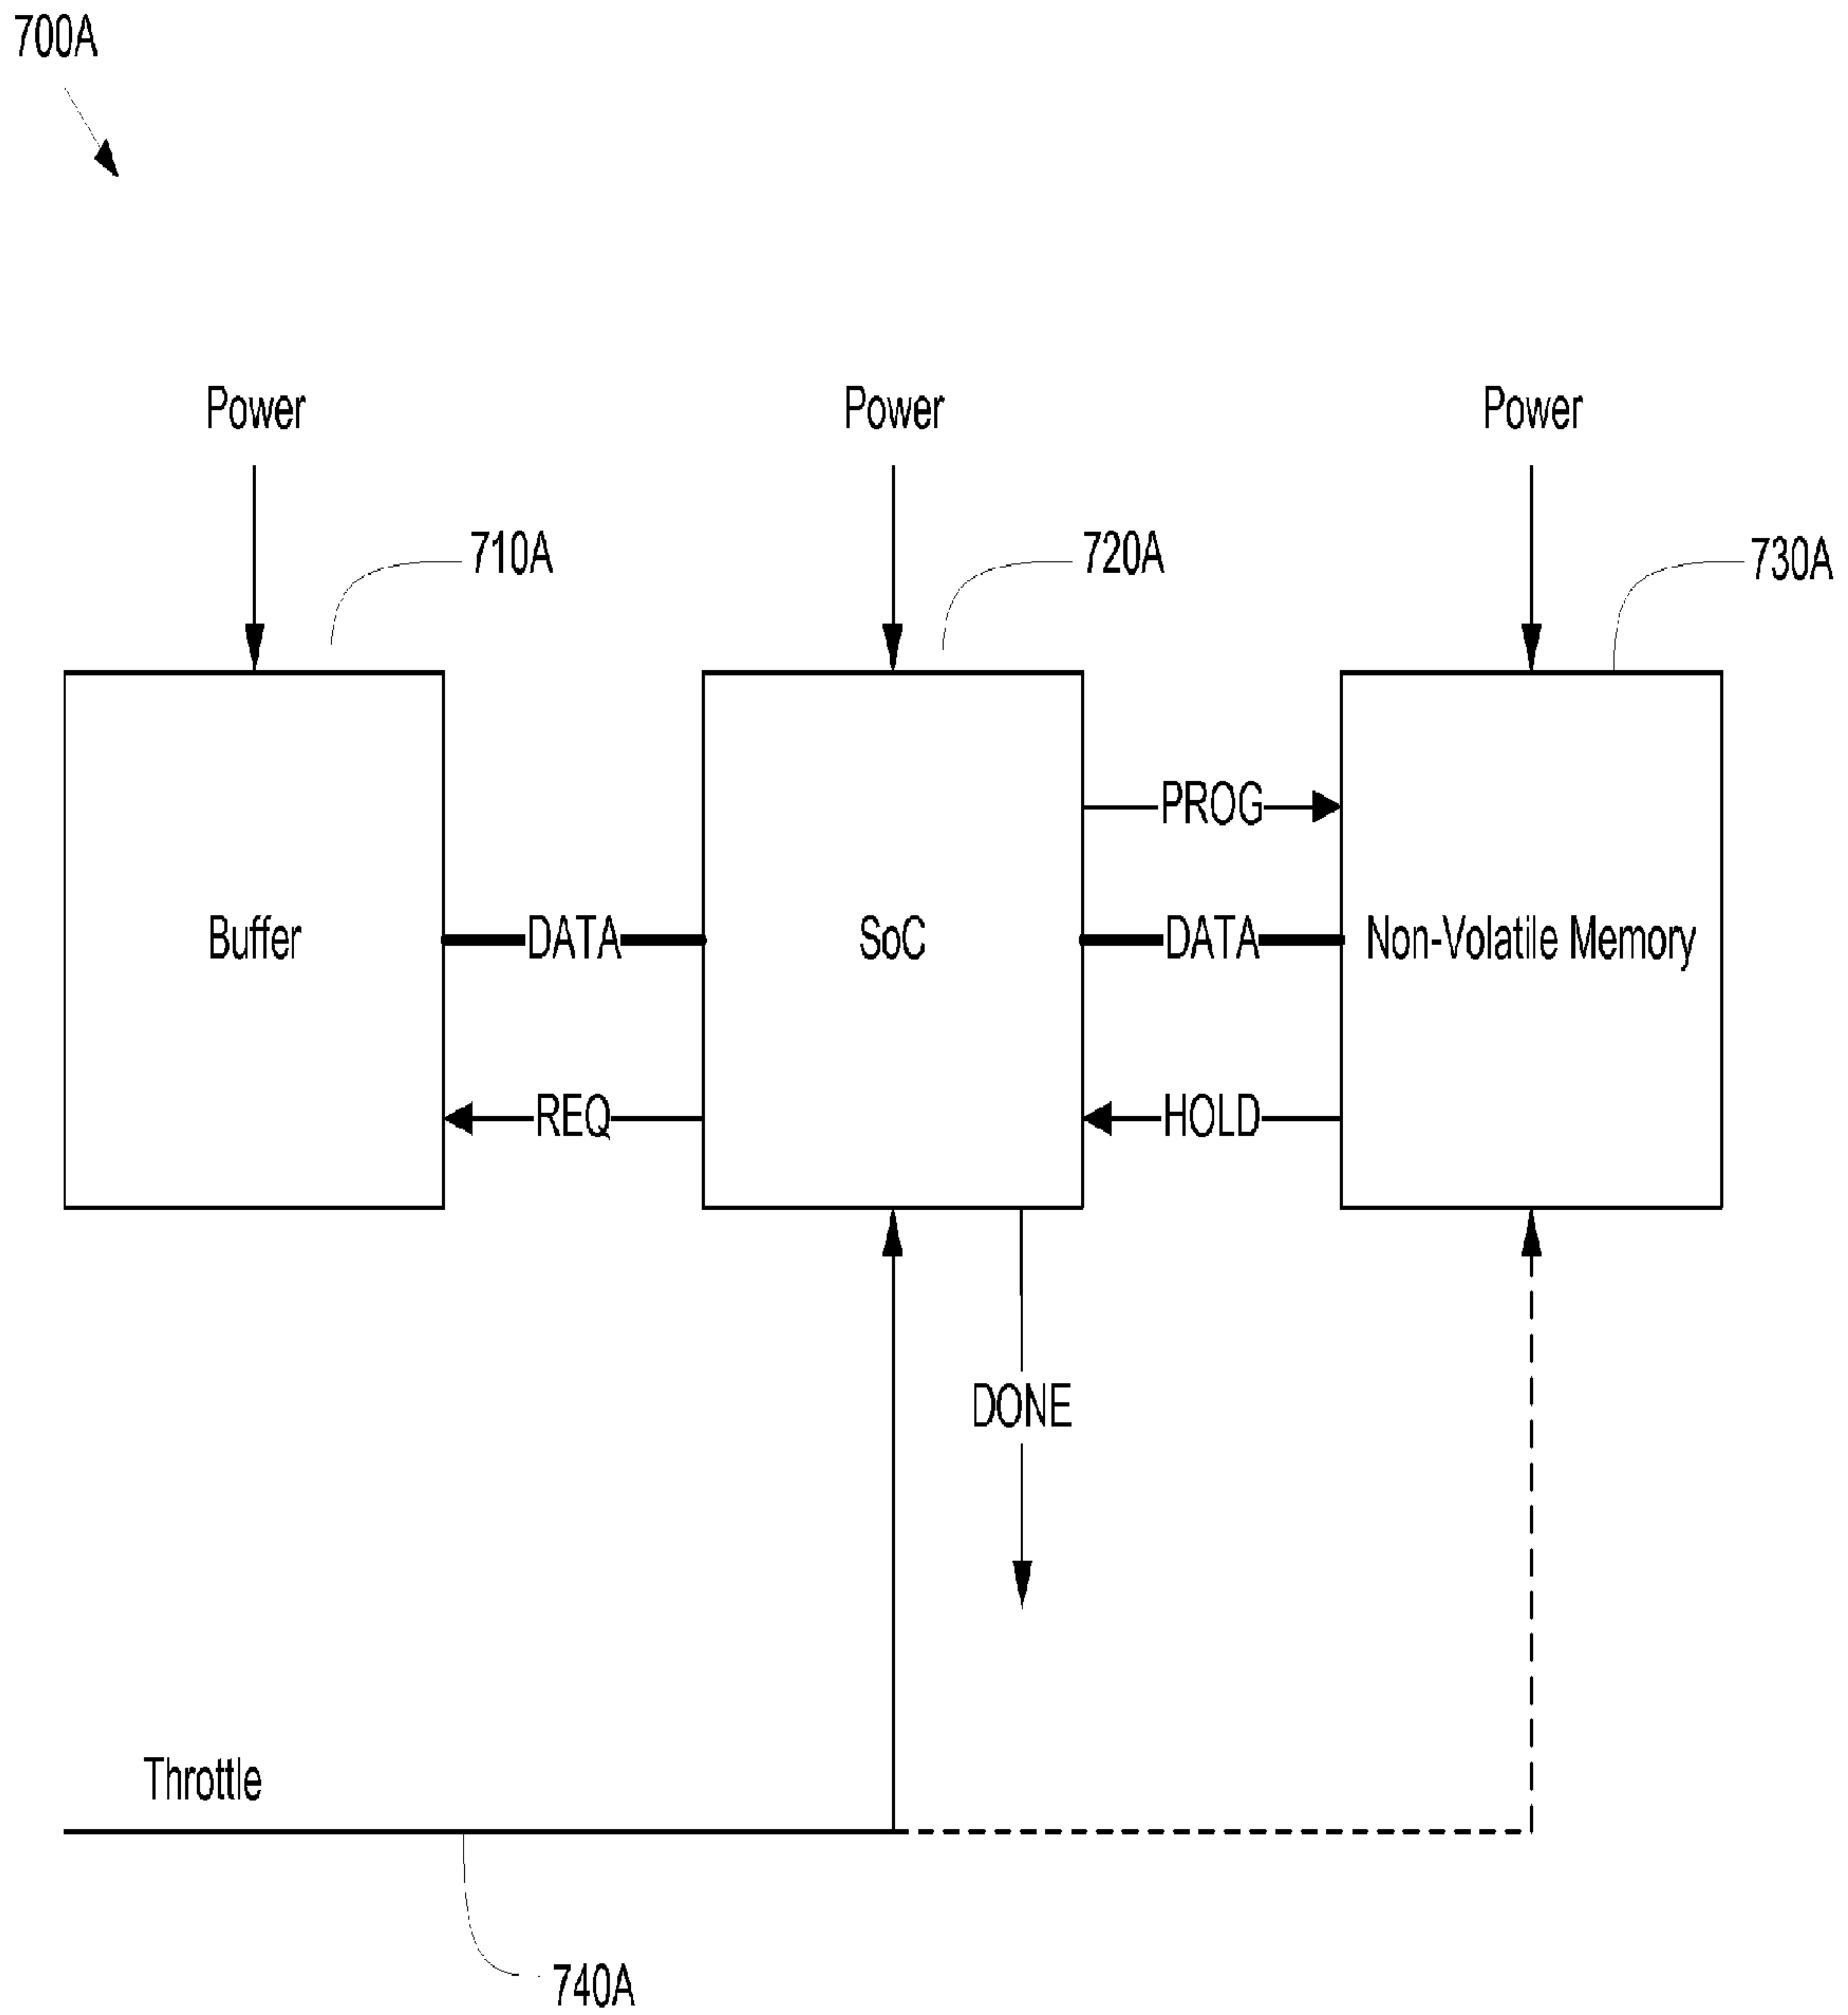 700A
Power
Power
Power
710A
720A
730A
PROG
Buffer
DATA
SoC
DATA
Non-Volatile Memory
REQ
HOLD
DONE
Throttle
740A